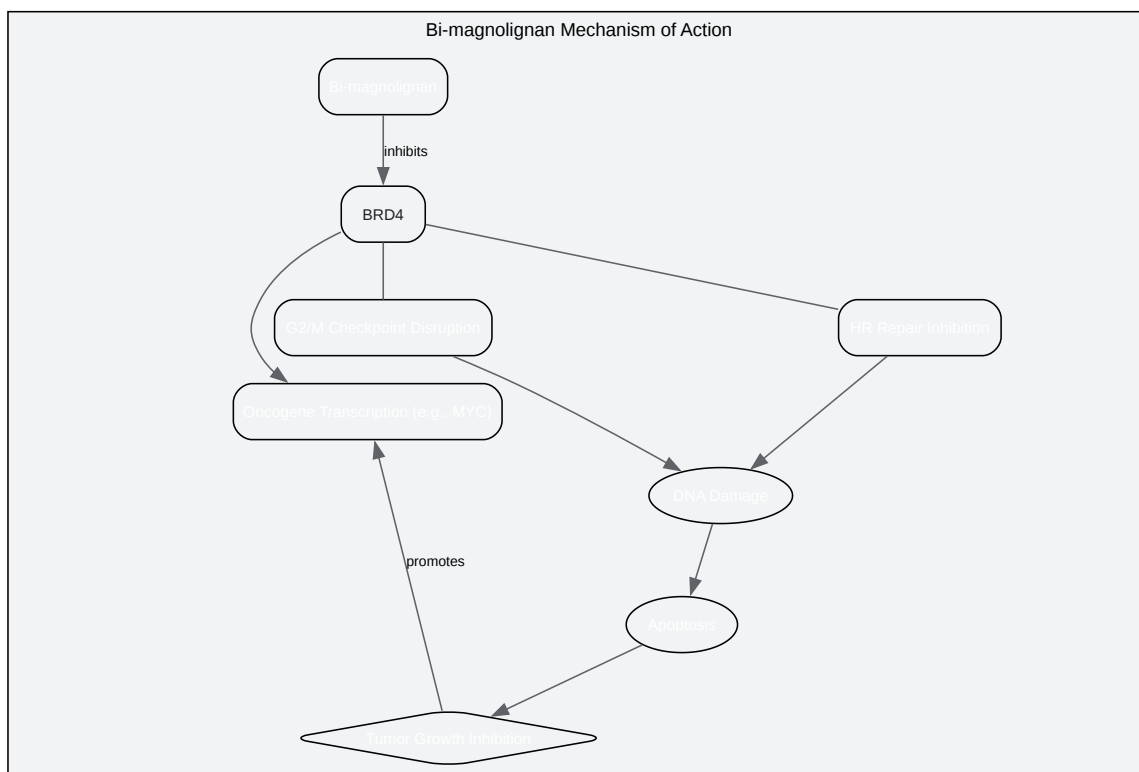 Bi-magnolignan Mechanism of Action
Bi-magnolignan
inhibits
BRD4
G2/M Checkpoint Disruption
HR Repair Inhibition
Oncogene Transcription (e.g., MYC)
DNA Damage
promotes
Apoptosis
Tumor Growth Inhibition